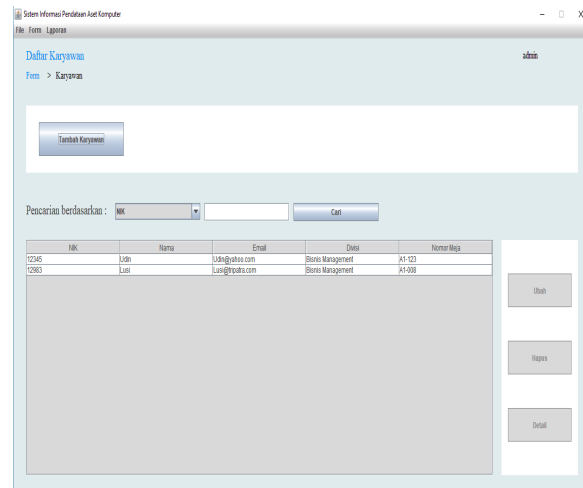 Sistem Informasi Pendataan Aset Komputer
File Form Laporan
Daftar Karyawan admin
Form > Karyawan
Tambah Karyawan
Pencarian berdasarkan : NIK Cari
NIK Nama Email Divisi Nomor Meja
12345 Udin Udin@yahoo.com Bisnis Management A1-123
12983 Lusi Lusi@tripatra.com Bisnis Management A1-008
Ubah
Hapus
Detail